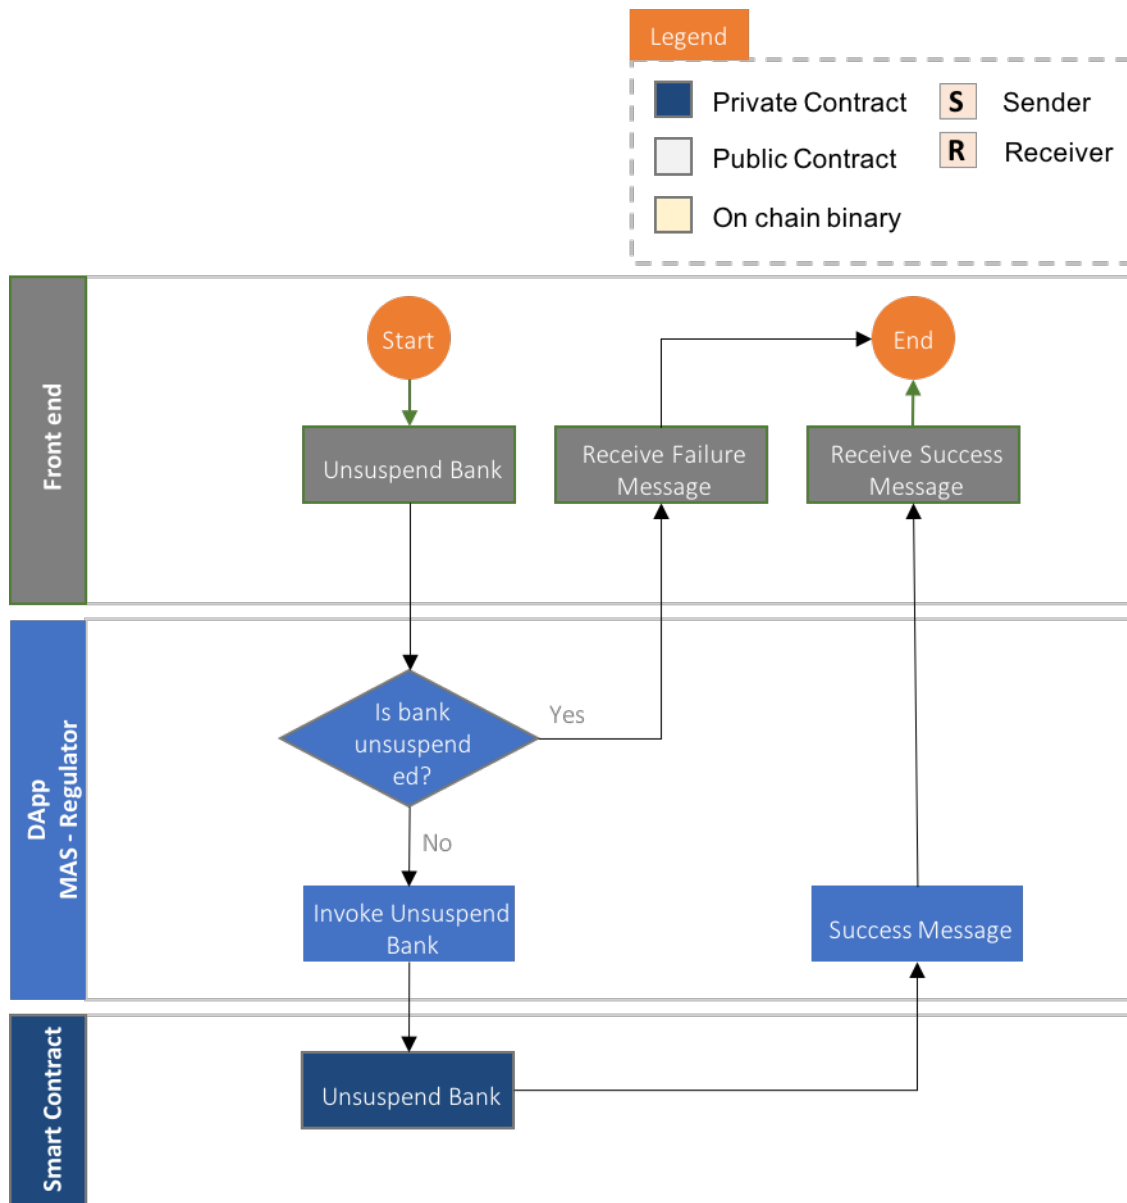 Legend
Private Contract
S
Sender
Public Contract
R
Receiver
On chain binary
Front end
Start
End
Unsuspend Bank
Receive Failure
Message
Receive Success
Message
DApp
MAS - Regulator
Is bank
unsuspend
ed?
Yes
No
Invoke Unsuspend
Bank
Success Message
Smart Contract
Unsuspend Bank